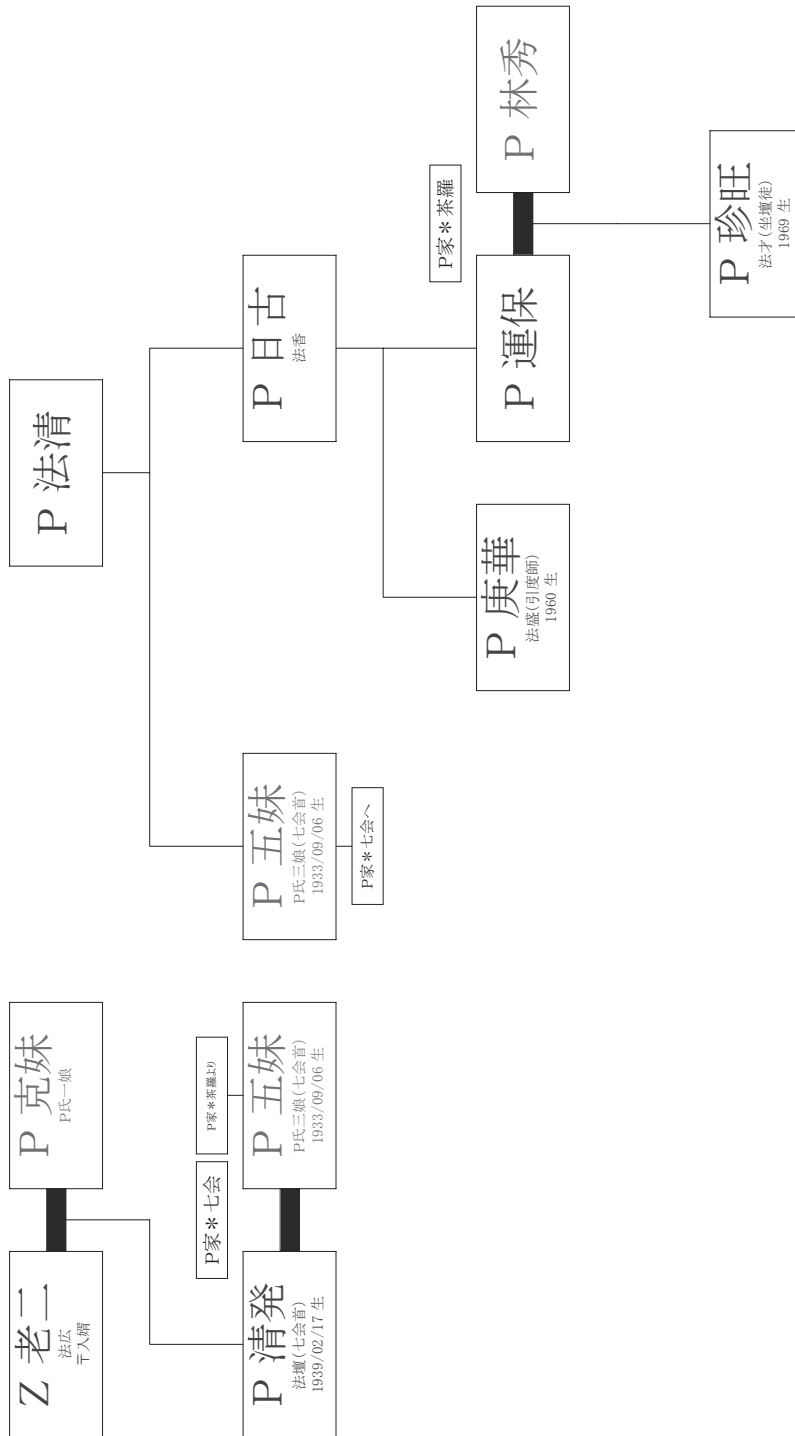 Z 老二
法広
〒入婿
P 克妹
P氏一娘
P 法清
P家＊七会
P家＊茶羅より
P 清発
法壇(七会首)
1939/02/17 生
P 五妹
P氏三娘(七会首)
1933/09/06 生
P 五妹
P氏三娘(七会首)
1933/09/06 生
P家＊七会へ
P 日古
法香
P家＊茶羅
P 庚華
法盛(引度師)
1960 生
P 運保
P 林秀
P 珍旺
法才(坐壇徒)
1969 生